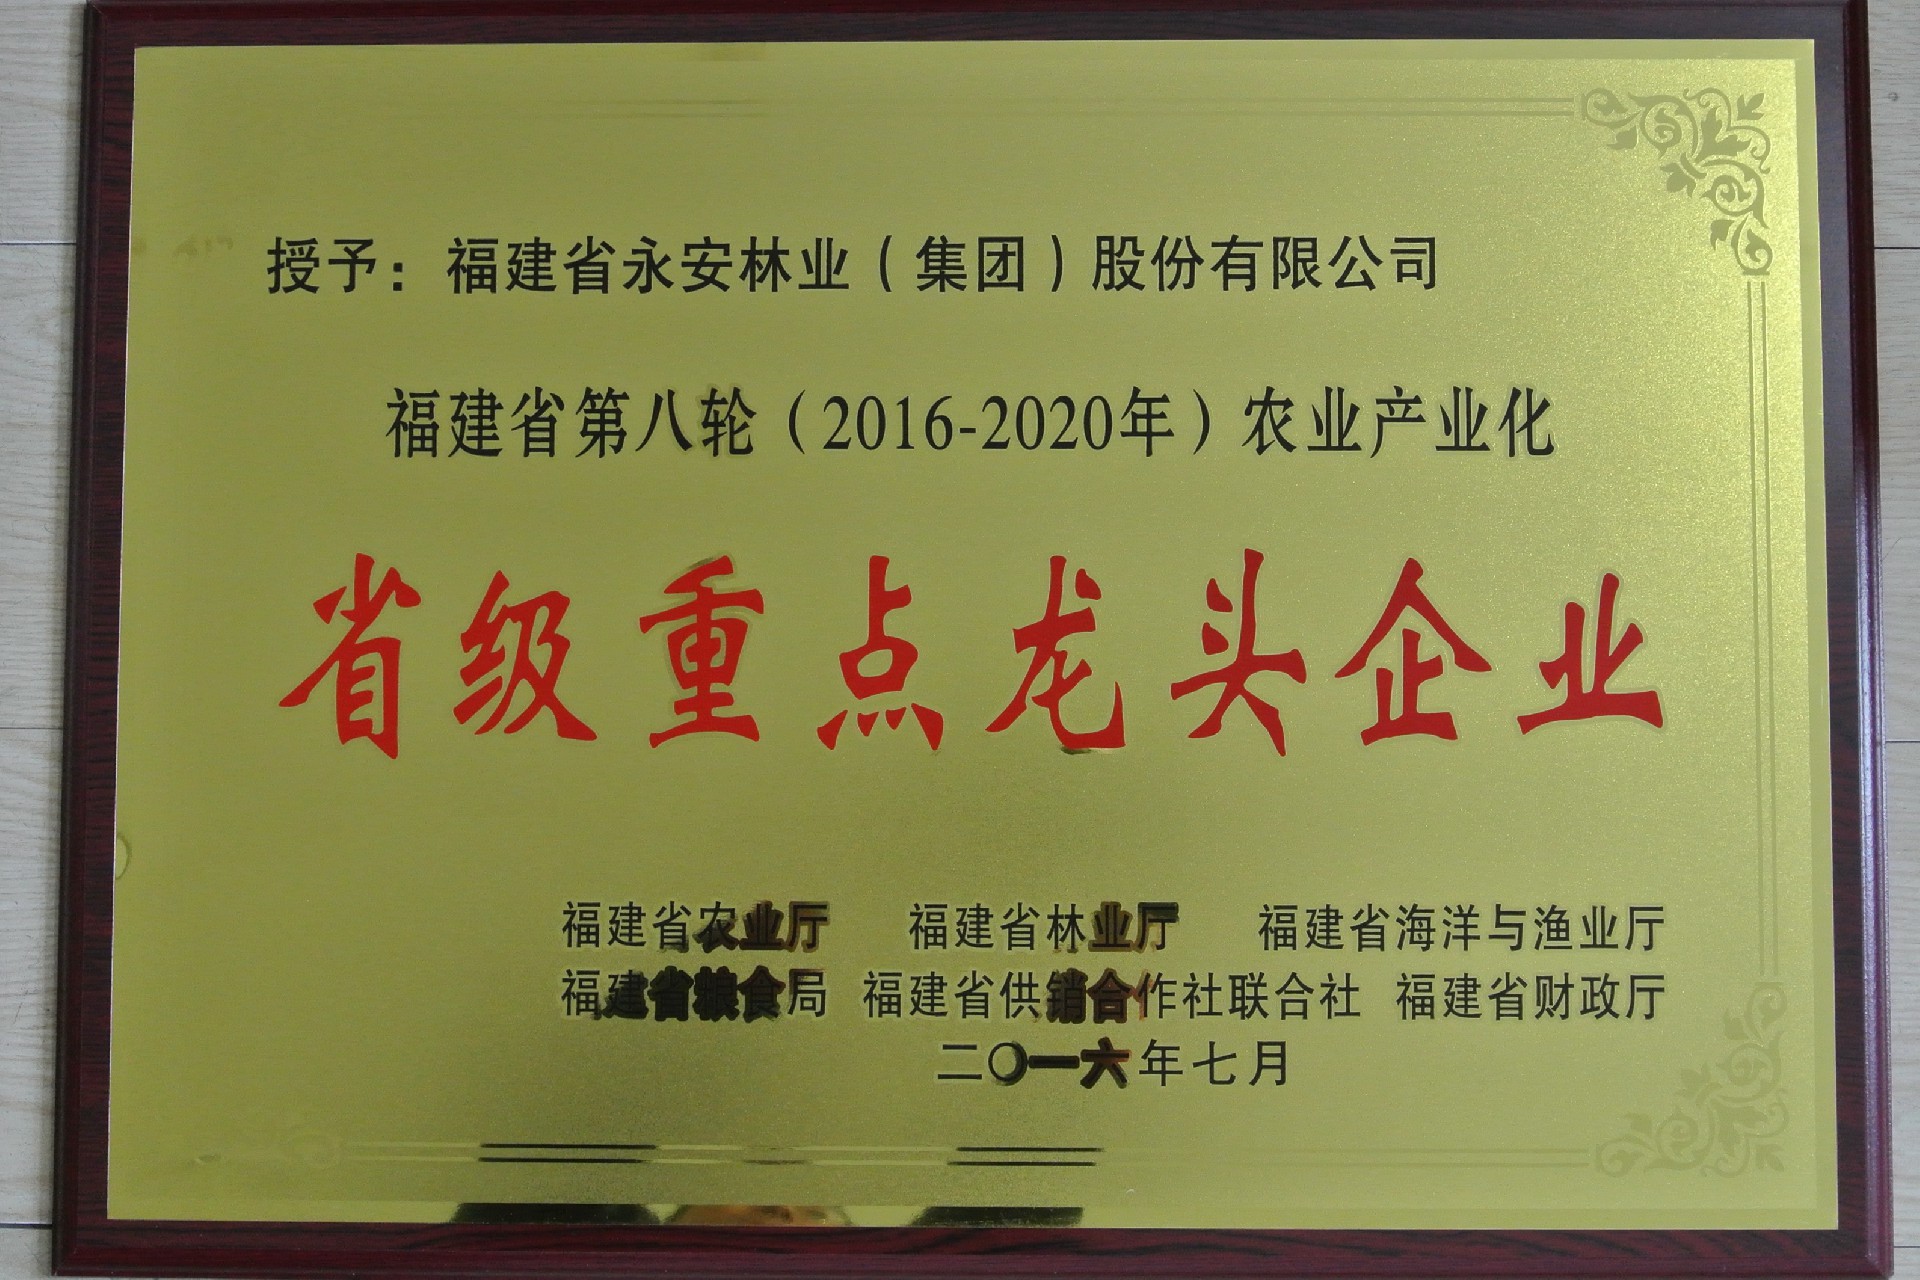 授予：福建省永安林业（集团）股份有限公司
福建省第八轮（2016-2020年）农业产业化
省级重点龙头企业
福建省农业厅 福建省林业厅 福建省海洋与渔业厅
福建省粮食局 福建省供销合作社联合社 福建省财政厅
二〇一六年七月